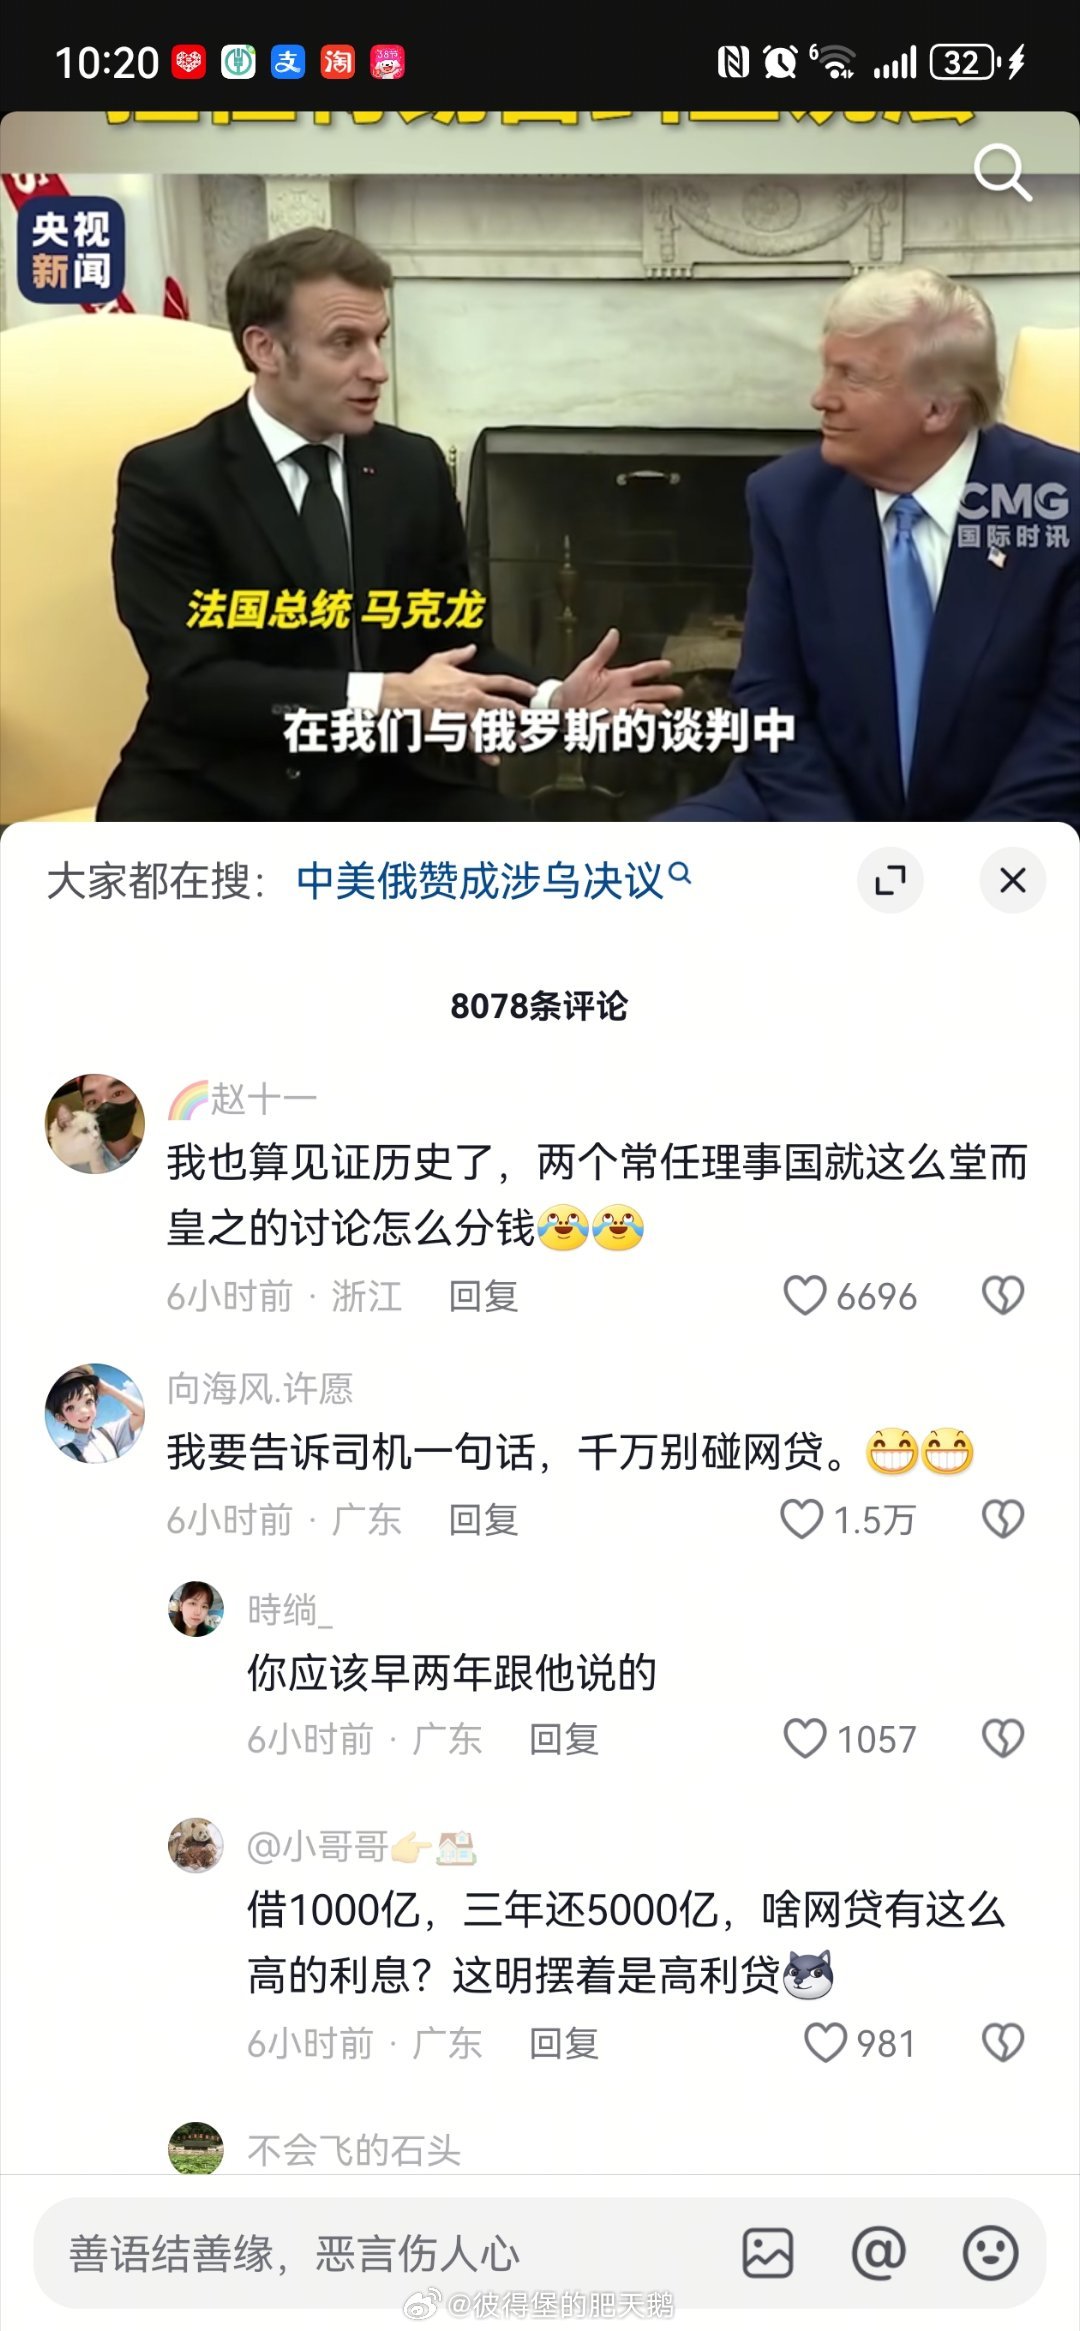 10:20
支
淘
6
32
央视
新闻
CMG
国际时讯
法国总统 马克龙
在我们与俄罗斯的谈判中
大家都在搜：中美俄赞成涉乌决议
8078条评论
赵十一
我也算见证历史了，两个常任理事国就这么堂而
皇之的讨论怎么分钱
6小时前 · 浙江 回复 6696
向海风.许愿
我要告诉司机一句话，千万别碰网贷。
6小时前 · 广东 回复 1.5万
時绱_
你应该早两年跟他说的
6小时前 · 广东 回复 1057
@小哥哥
借1000亿，三年还5000亿，啥网贷有这么
高的利息？这明摆着是高利贷
6小时前 · 广东 回复 981
不会飞的石头
善语结善缘，恶言伤人心
@彼得堡的肥天鹅